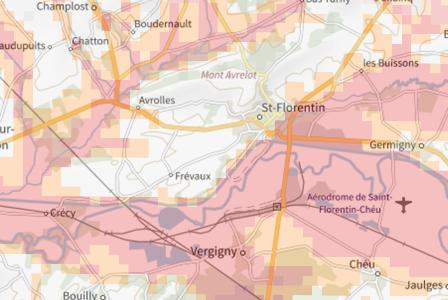 Champlost
Boudernault
Chatton
Mont Avrelot
les Buissons
Avrolles
St-Florentin
Germigny
Frévaux
Aérodrome de Saint-
Florentin-Chéu
Crécy
Vergigny
Chéu
Bouilly
Jaulges